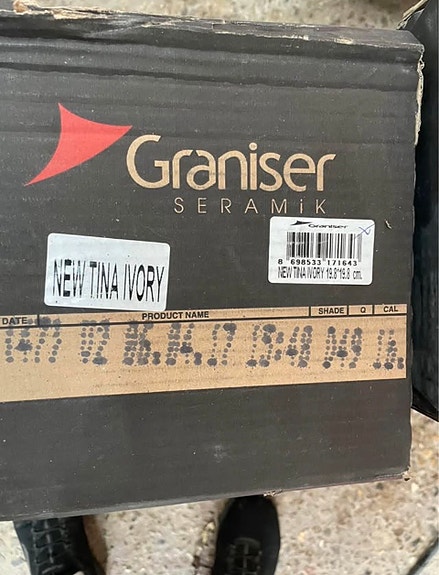 Graniser
SERAMİK
Graniser
8 698533 171643
NEW TINA IVORY 19.8*19.8 cm.
NEW TINA IVORY
DATE PRODUCT NAME SHADE Q CAL